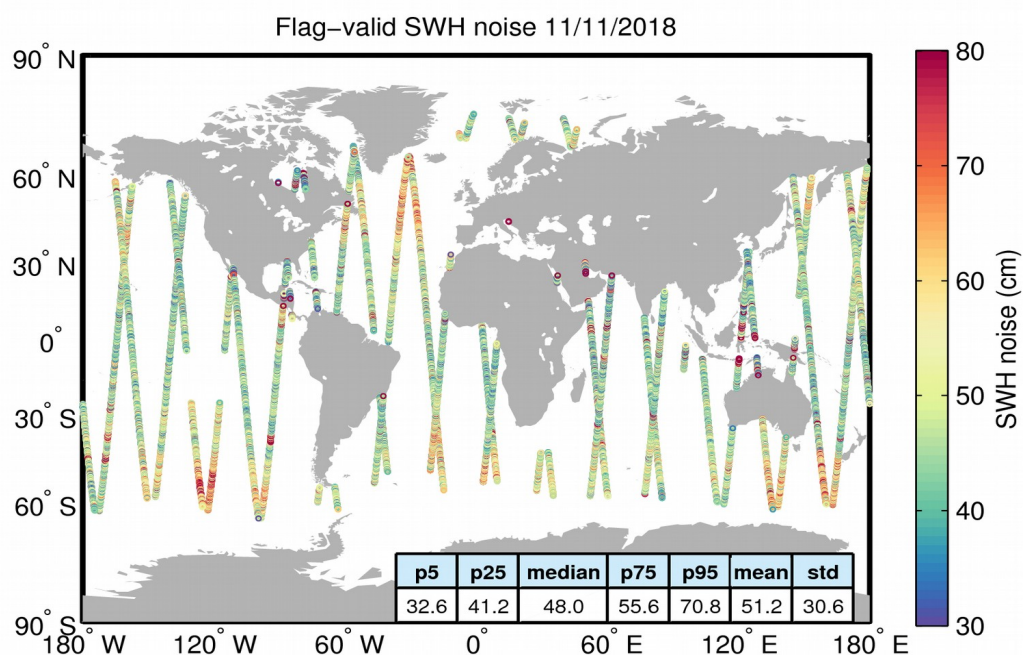 Flag−valid SWH noise 11/11/2018
90° N
60° N
30° N
0°
30° S
60° S
90° S
180° W
120° W
60° W
0°
60° E
120° E
180° E
p5 p25 median p75 p95 mean std
32.6 41.2 48.0 55.6 70.8 51.2 30.6
80
70
60
50
40
30
SWH noise (cm)